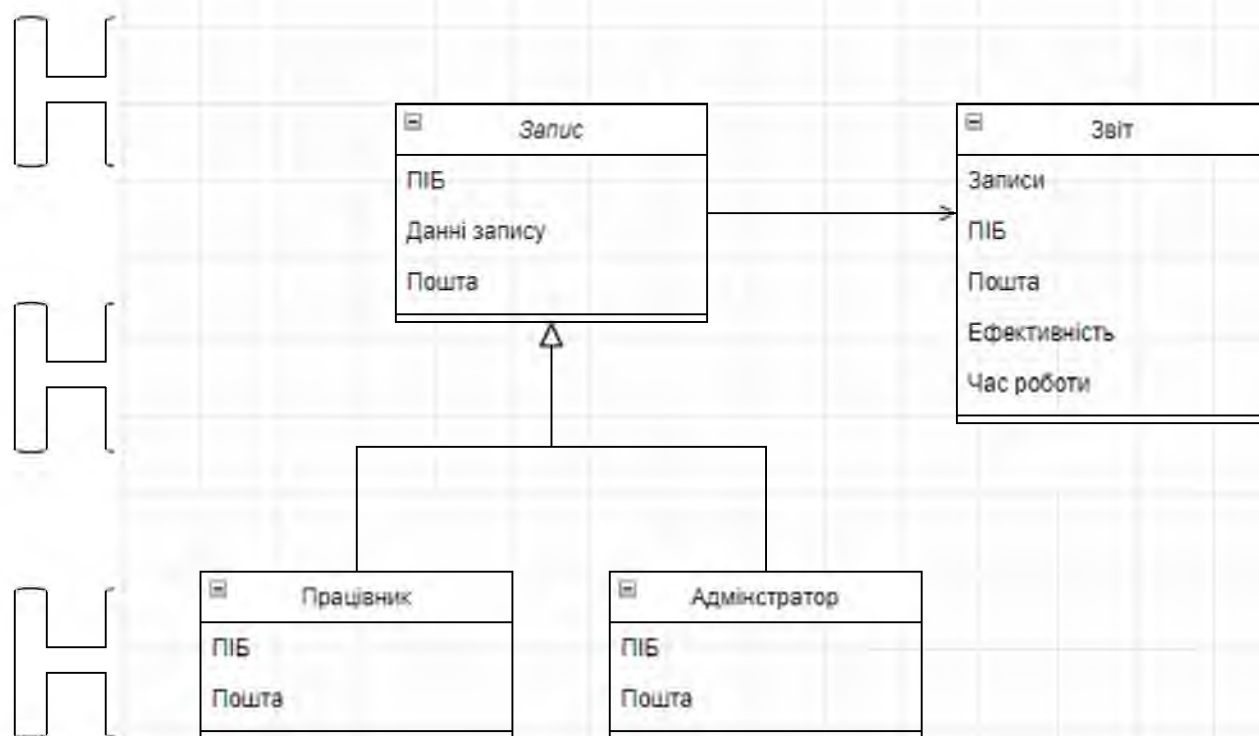 Запис
ПІБ
Данні запису
Пошта
Звіт
Записи
ПІБ
Пошта
Ефективність
Час роботи
Працівник
ПІБ
Пошта
Адмінстратор
ПІБ
Пошта